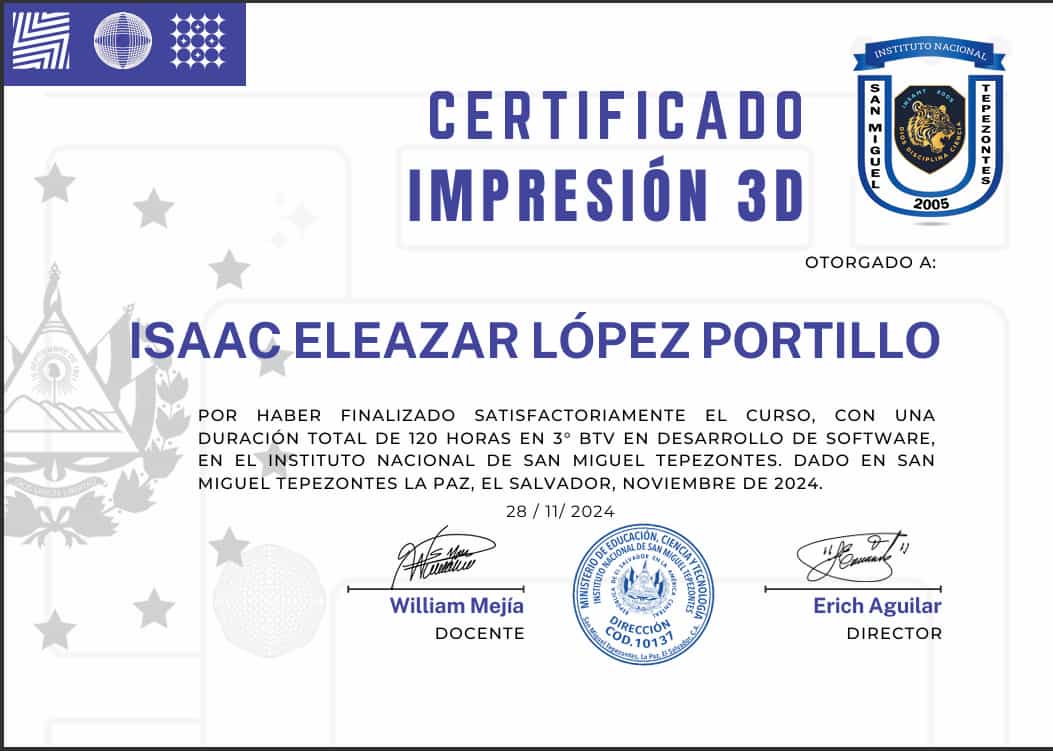 CERTIFICADO
IMPRESIÓN 3D
INSTITUTO NACIONAL
SAN MIGUEL
TEPEZONTES
INSAMT 2005
DIOS DISCIPLINA CIENCIA
2005
OTORGADO A:
ISAAC ELEAZAR LÓPEZ PORTILLO
POR HABER FINALIZADO SATISFACTORIAMENTE EL CURSO, CON UNA
DURACIÓN TOTAL DE 120 HORAS EN 3° BTV EN DESARROLLO DE SOFTWARE,
EN EL INSTITUTO NACIONAL DE SAN MIGUEL TEPEZONTES. DADO EN SAN
MIGUEL TEPEZONTES LA PAZ, EL SALVADOR, NOVIEMBRE DE 2024.
28 / 11/ 2024
William Mejía
DOCENTE
MINISTERIO DE EDUCACIÓN, CIENCIA Y TECNOLOGÍA
INSTITUTO NACIONAL DE SAN MIGUEL TEPEZONTES
REPÚBLICA DE EL SALVADOR EN LA AMÉRICA CENTRAL
DIRECCIÓN
COD.10137
San Miguel Tepezontes, La Paz, El Salvador, C.A.
Erich Aguilar
DIRECTOR